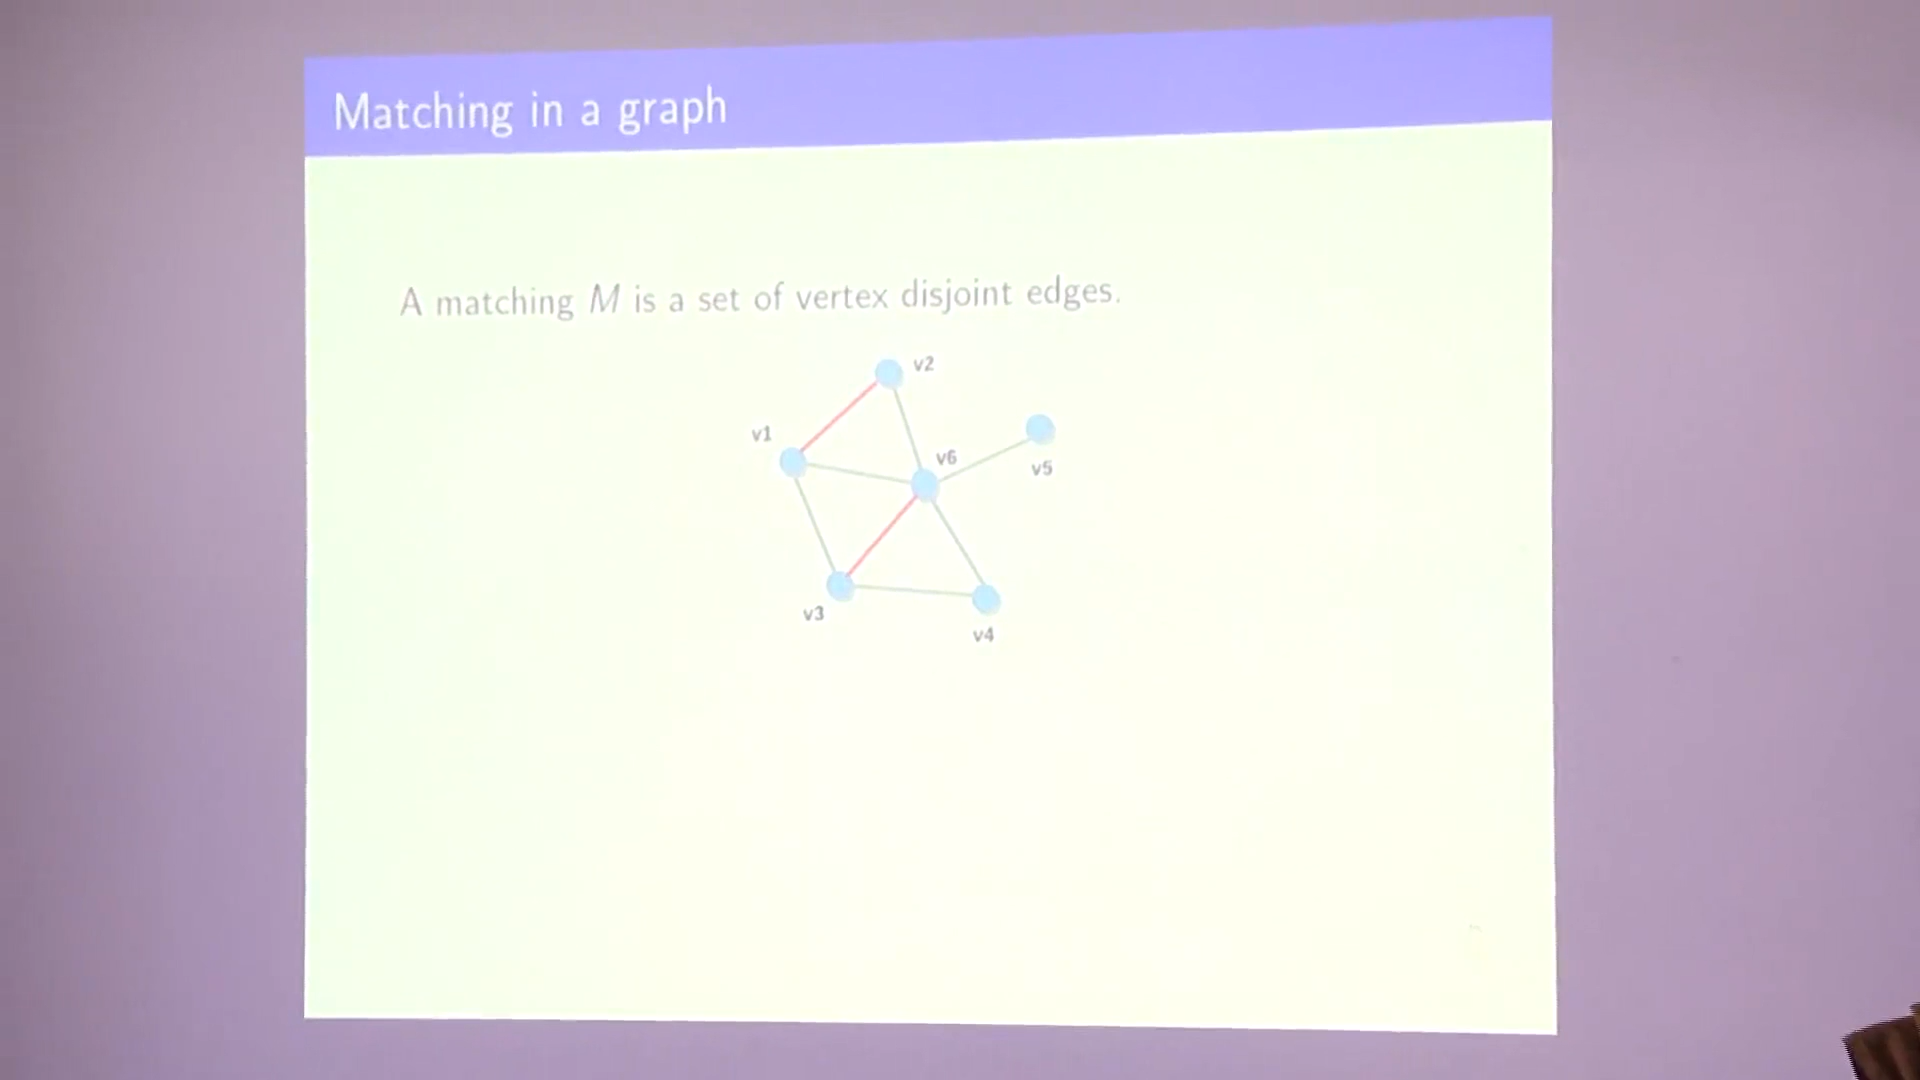 Matching in a graph
A matching M is a set of vertex disjoint edges.
v2
v1
v6
v5
v3
v4